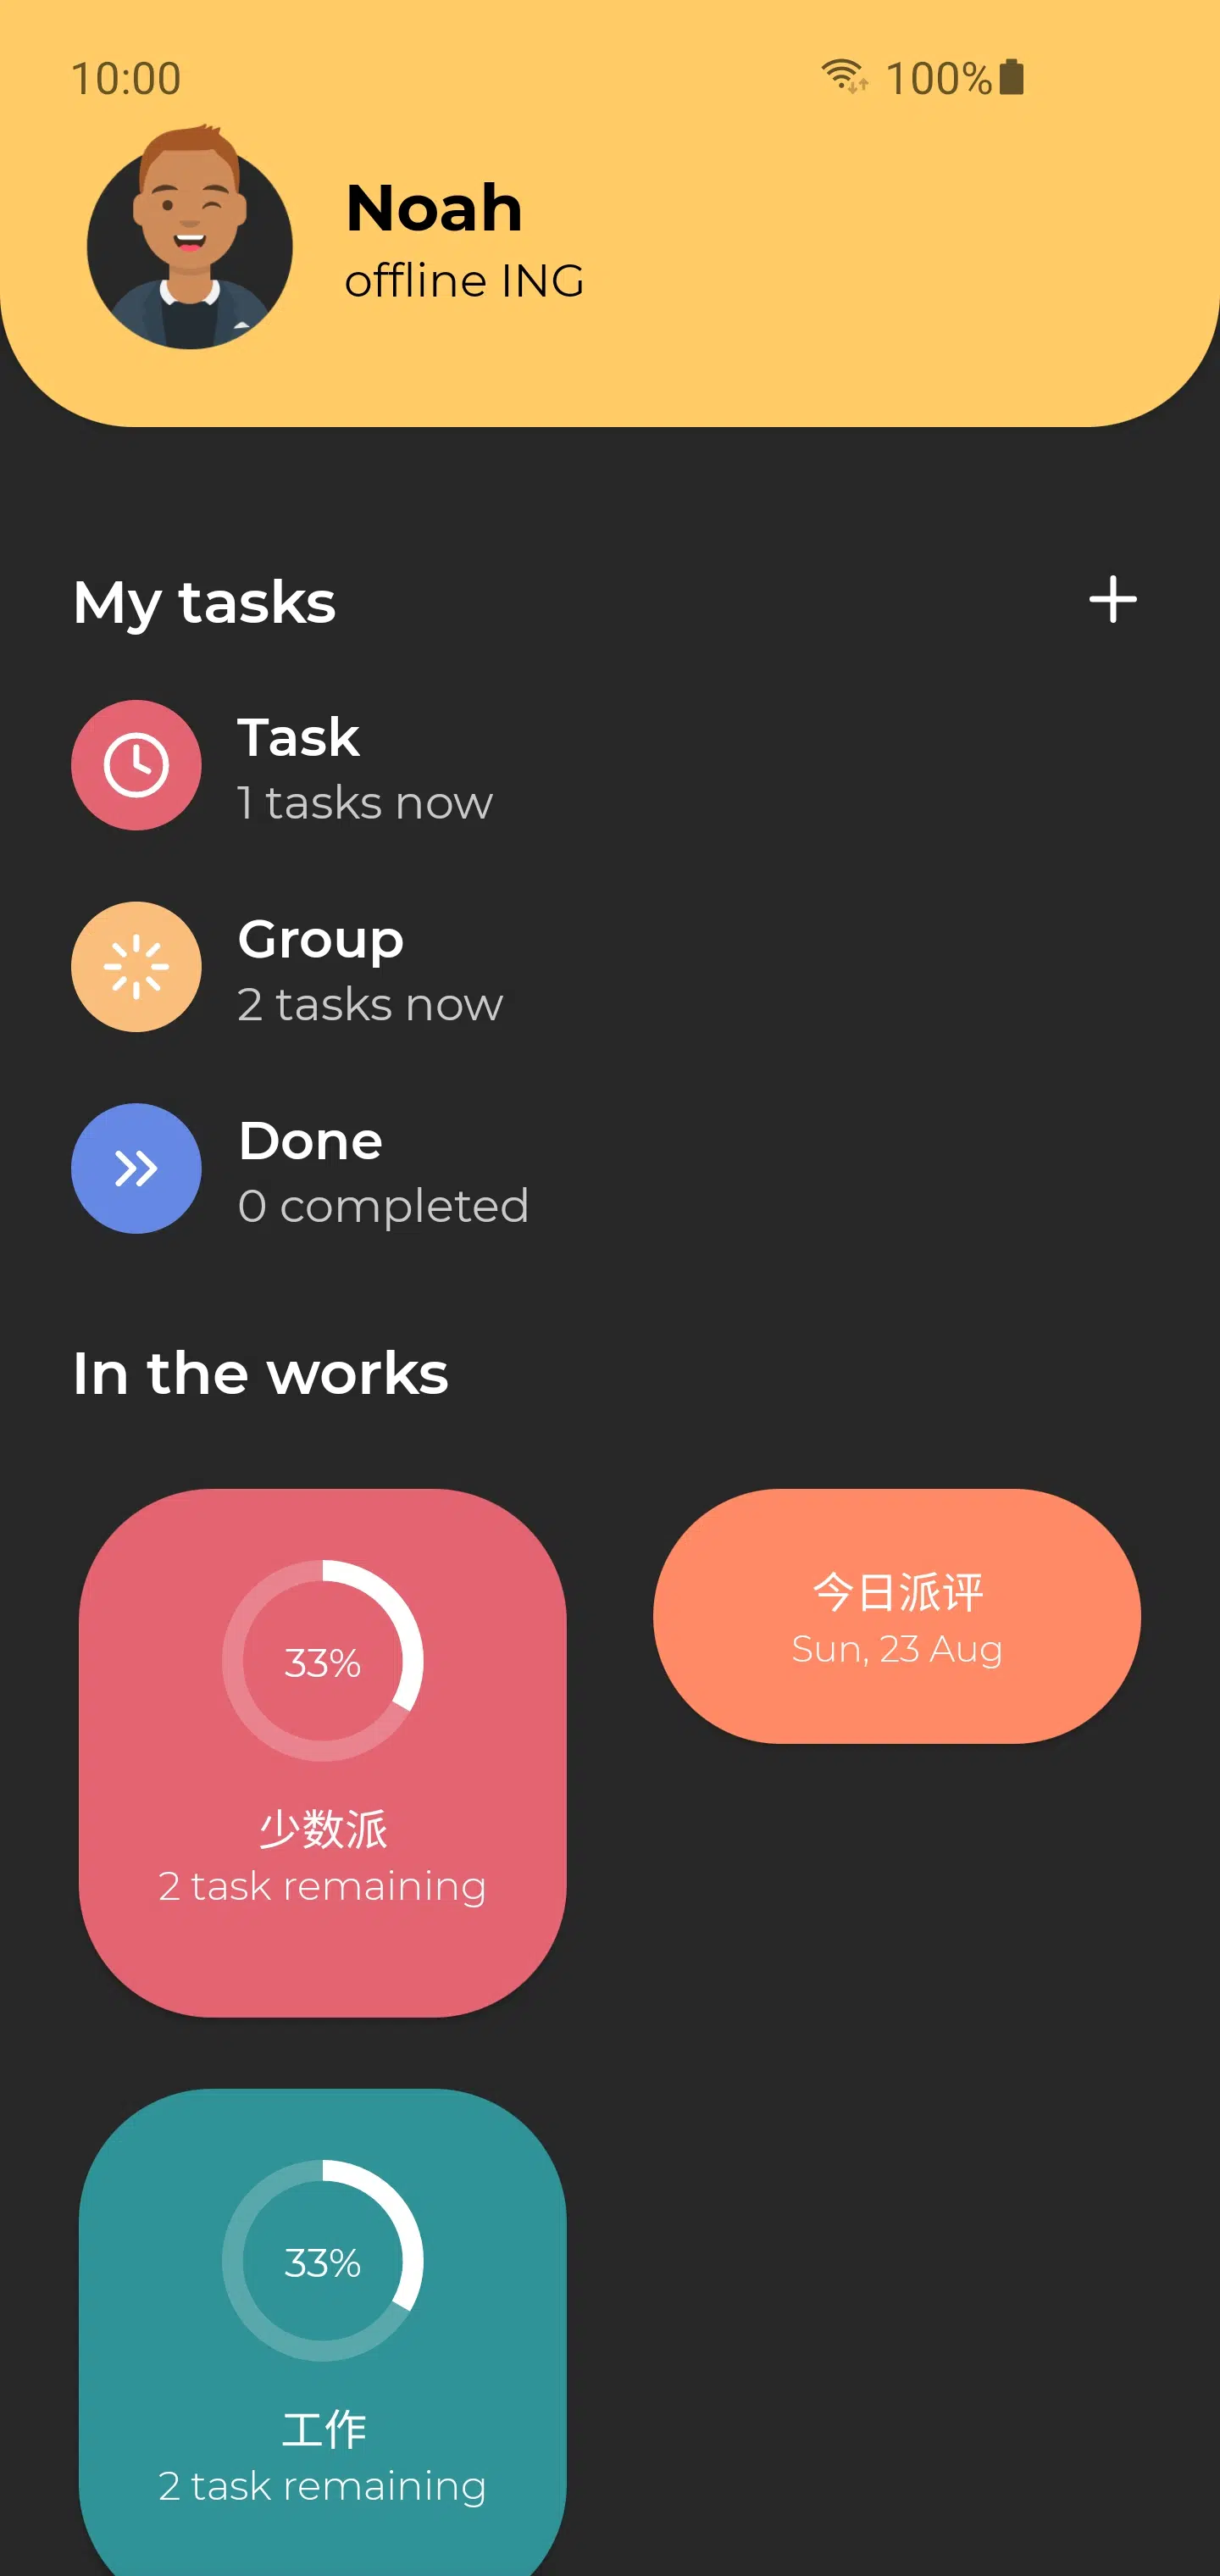 10:00 100%
Noah
offline ING
My tasks
Task
1 tasks now
Group
2 tasks now
Done
0 completed
In the works
33%
少数派
2 task remaining
今日派评
Sun, 23 Aug
33%
工作
2 task remaining